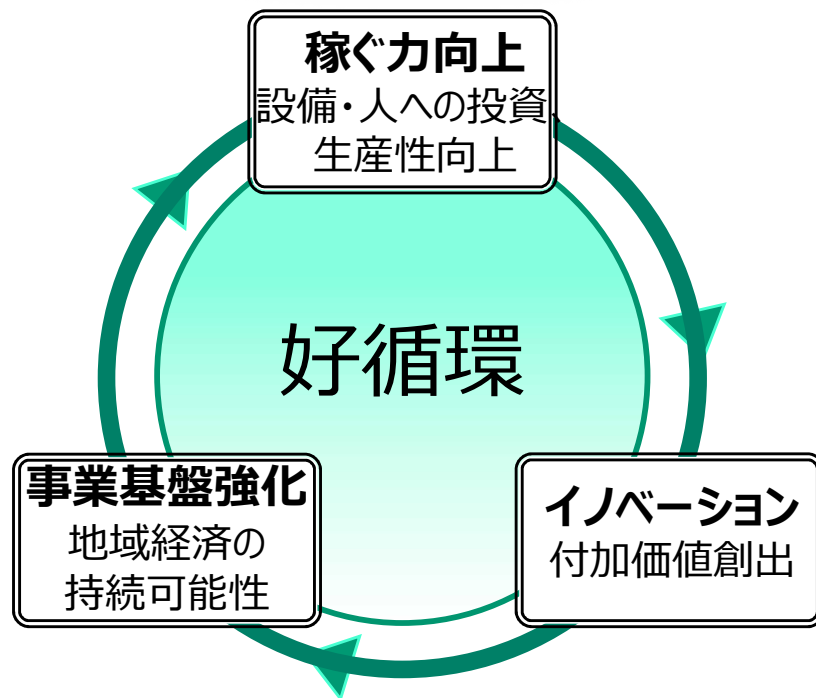 稼ぐ力向上
設備・人への投資
生産性向上
好循環
事業基盤強化
地域経済の
持続可能性
イノベーション
付加価値創出